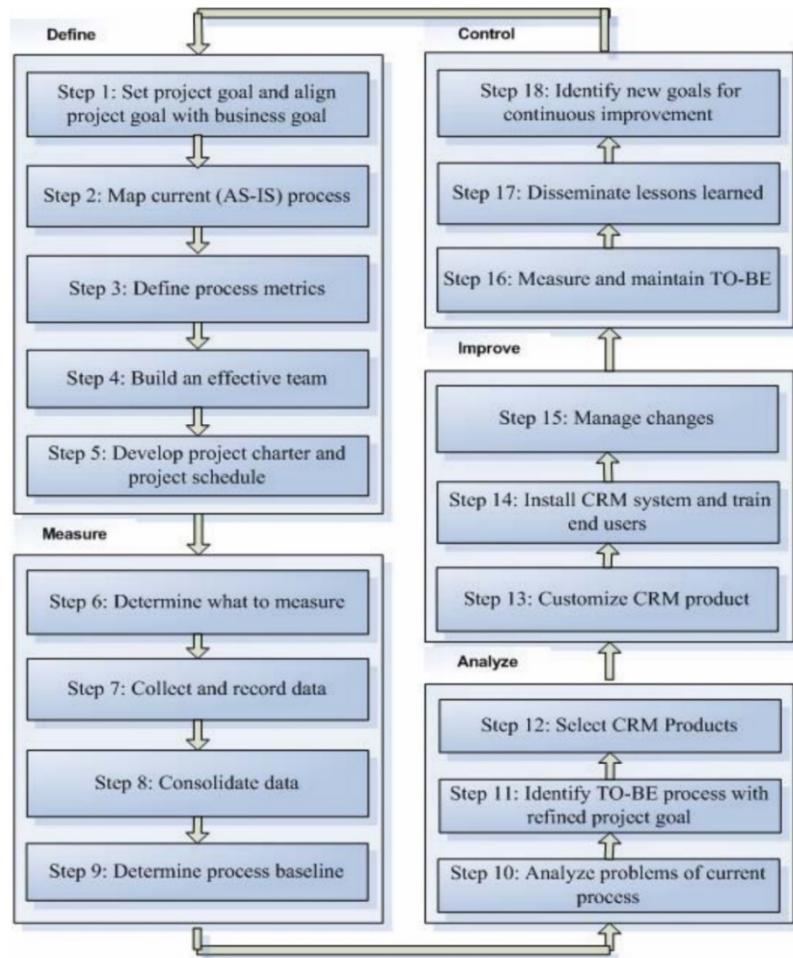 Define
Step 1: Set project goal and align
project goal with business goal
Step 2: Map current (AS-IS) process
Step 3: Define process metrics
Step 4: Build an effective team
Step 5: Develop project charter and
project schedule
Measure
Step 6: Determine what to measure
Step 7: Collect and record data
Step 8: Consolidate data
Step 9: Determine process baseline
Control
Step 18: Identify new goals for
continuous improvement
Step 17: Disseminate lessons learned
Step 16: Measure and maintain TO-BE
Improve
Step 15: Manage changes
Step 14: Install CRM system and train
end users
Step 13: Customize CRM product
Analyze
Step 12: Select CRM Products
Step 11: Identify TO-BE process with
refined project goal
Step 10: Analyze problems of current
process